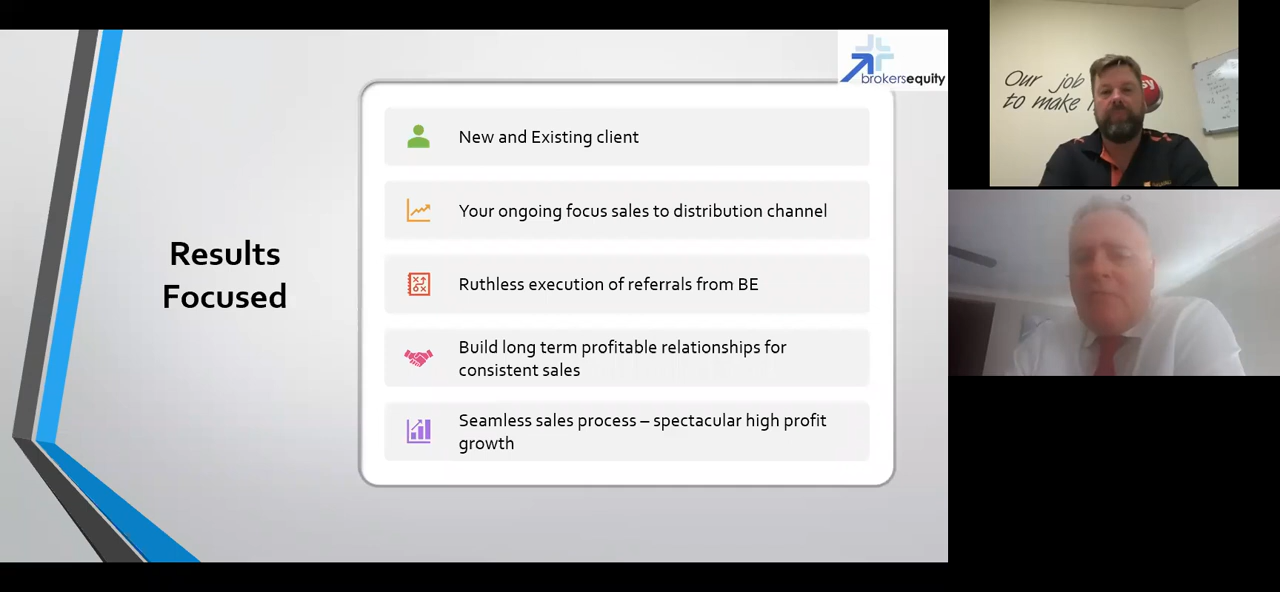 brokersequity
Results
Focused
New and Existing client
Your ongoing focus sales to distribution channel
Ruthless execution of referrals from BE
Build long term profitable relationships for
consistent sales
Seamless sales process – spectacular high profit
growth
Our job
to make